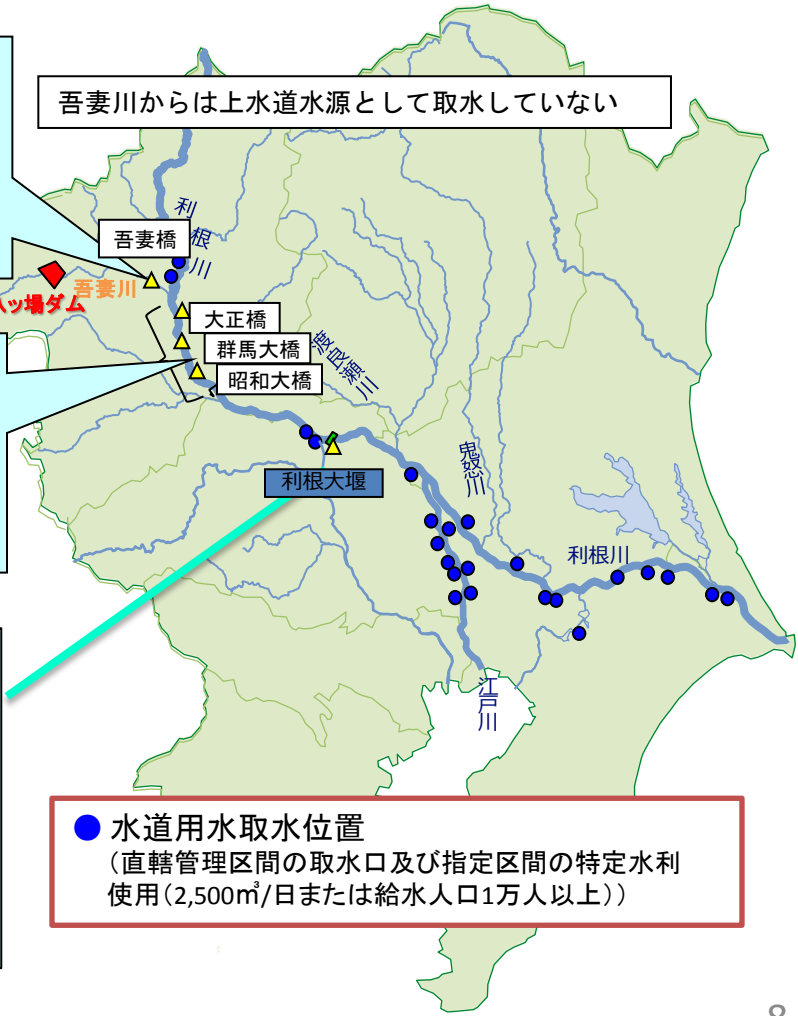 吾妻川からは上水道水源として取水していない
利根川
吾妻橋
吾妻川
八ッ場ダム
大正橋
群馬大橋
昭和大橋
渡良瀬川
利根大堰
鬼怒川
利根川
江戸川
水道用水取水位置
(直轄管理区間の取水口及び指定区間の特定水利
使用(2,500㎥/日または給水人口1万人以上))
8